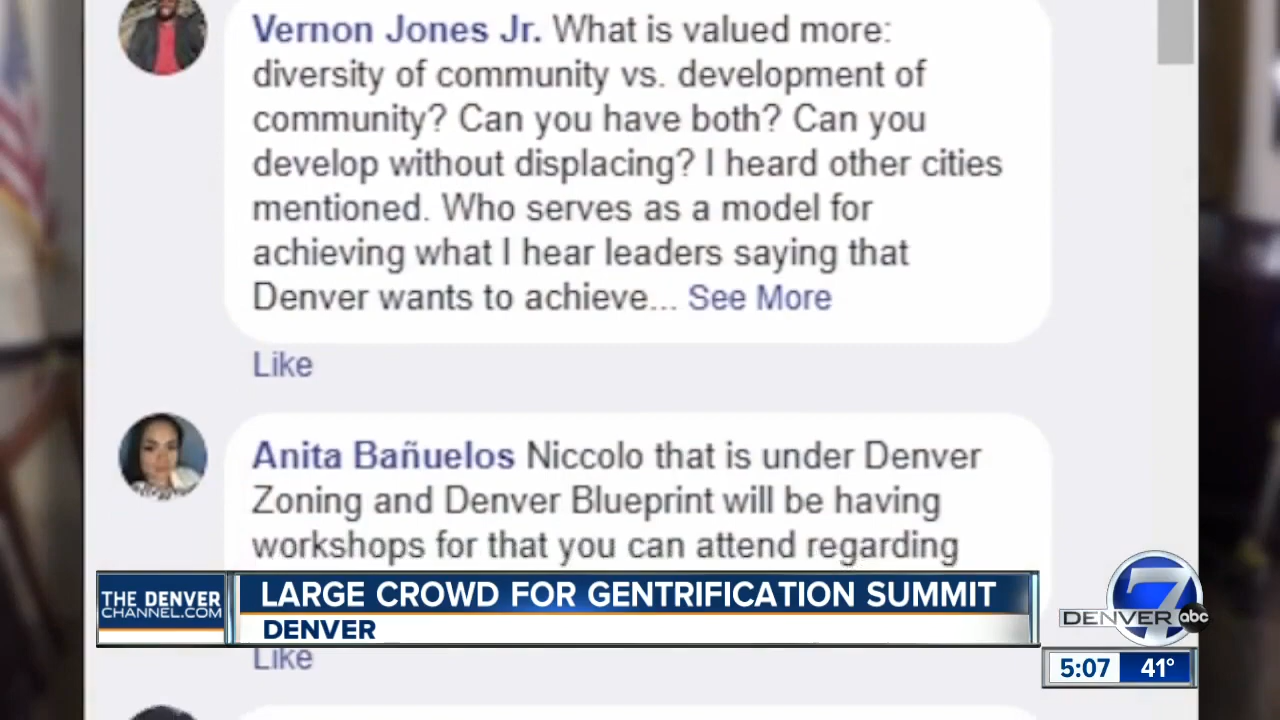 Vernon Jones Jr. What is valued more:
diversity of community vs. development of
community? Can you have both? Can you
develop without displacing? I heard other cities
mentioned. Who serves as a model for
achieving what I hear leaders saying that
Denver wants to achieve... See More
Like
Anita Bañuelos Niccolo that is under Denver
Zoning and Denver Blueprint will be having
workshops for that you can attend regarding
THE DENVER
CHANNEL.COM
LARGE CROWD FOR GENTRIFICATION SUMMIT
DENVER
Like
DENVER 7 abc
5:07 41°